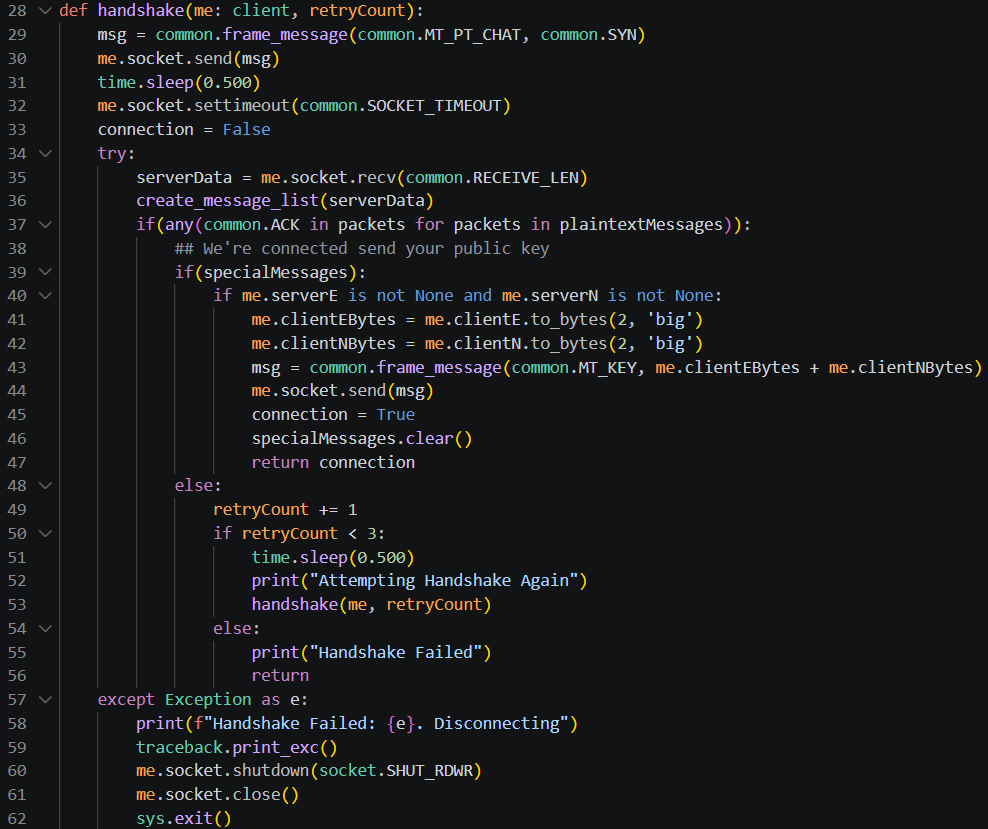 28 def handshake(me: client, retryCount):
29     msg = common.frame_message(common.MT_PT_CHAT, common.SYN)
30     me.socket.send(msg)
31     time.sleep(0.500)
32     me.socket.settimeout(common.SOCKET_TIMEOUT)
33     connection = False
34     try:
35         serverData = me.socket.recv(common.RECEIVE_LEN)
36         create_message_list(serverData)
37         if(any(common.ACK in packets for packets in plaintextMessages)):
38             ## We're connected send your public key
39             if(specialMessages):
40                 if me.serverE is not None and me.serverN is not None:
41                     me.clientEBytes = me.clientE.to_bytes(2, 'big')
42                     me.clientNBytes = me.clientN.to_bytes(2, 'big')
43                     msg = common.frame_message(common.MT_KEY, me.clientEBytes + me.clientNBytes)
44                     me.socket.send(msg)
45                     connection = True
46                     specialMessages.clear()
47                     return connection
48             else:
49                 retryCount += 1
50                 if retryCount < 3:
51                     time.sleep(0.500)
52                     print("Attempting Handshake Again")
53                     handshake(me, retryCount)
54                 else:
55                     print("Handshake Failed")
56                     return
57     except Exception as e:
58         print(f"Handshake Failed: {e}. Disconnecting")
59         traceback.print_exc()
60         me.socket.shutdown(socket.SHUT_RDWR)
61         me.socket.close()
62         sys.exit()